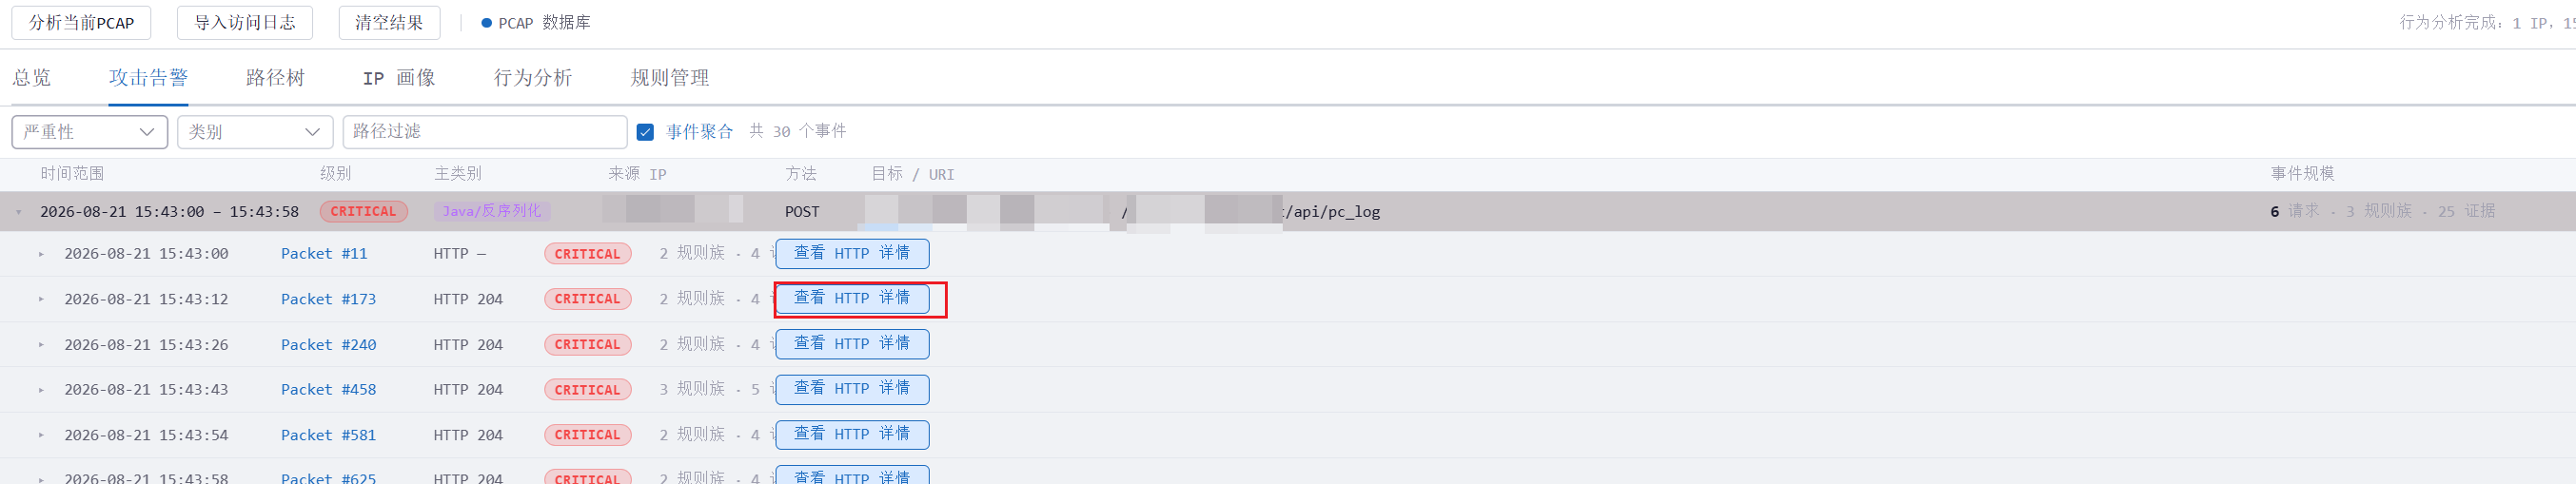 分析当前PCAP 导入访问日志 清空结果 PCAP 数据库 行为分析完成: 1 IP,
总览 攻击告警 路径树 IP 画像 行为分析 规则管理
严重性 类别 路径过滤 事件聚合 共 30 个事件
时间范围 级别 主类别 来源 IP 方法 目标 / URI 事件规模
2026-08-21 15:43:00 – 15:43:58 CRITICAL Java/反序列化 POST / /api/pc_log 6 请求 · 3 规则族 · 25 证据
2026-08-21 15:43:00 Packet #11 HTTP — CRITICAL 2 规则族 · 4 查看 HTTP 详情
2026-08-21 15:43:12 Packet #173 HTTP 204 CRITICAL 2 规则族 · 4 查看 HTTP 详情
2026-08-21 15:43:26 Packet #240 HTTP 204 CRITICAL 2 规则族 · 4 查看 HTTP 详情
2026-08-21 15:43:43 Packet #458 HTTP 204 CRITICAL 3 规则族 · 5 查看 HTTP 详情
2026-08-21 15:43:54 Packet #581 HTTP 204 CRITICAL 2 规则族 · 4 查看 HTTP 详情
2026-08-21 15:43:58 Packet #625 HTTP 204 CRITICAL 2 规则族 · 4 查看 HTTP 详情